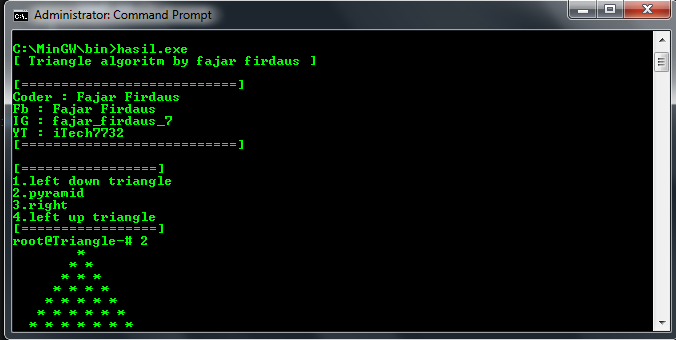 Administrator: Command Prompt
C:\MinGW\bin>hasil.exe
[ Triangle algoritm by fajar firdaus ]
[==========================]
Coder : Fajar Firdaus
Fb : Fajar Firdaus
IG : fajar_firdaus_7
YT : iTech7732
[==========================]
[=================]
1.left down triangle
2.pyramid
3.right
4.left up triangle
[=================]
root@Triangle-# 2
*
* *
* * *
* * * *
* * * * *
* * * * * *
* * * * * * *